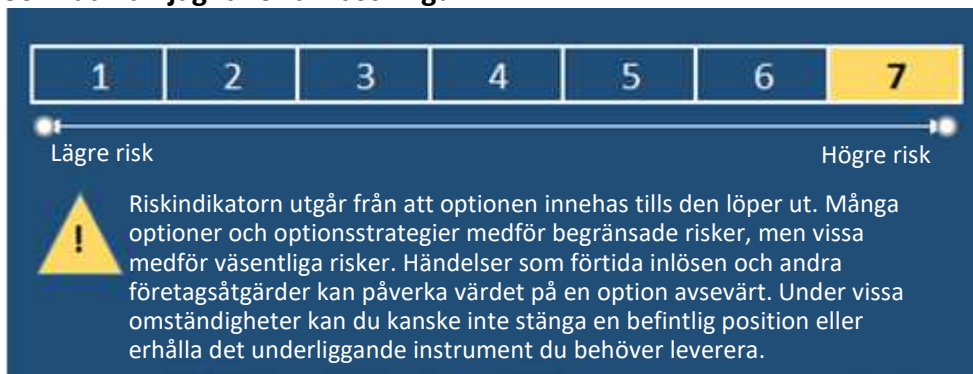 1 2 3 4 5 6 7
Lägre risk Högre risk
! Riskindikatorn utgår från att optionen innehas tills den löper ut. Många
optioner och optionsstrategier medför begränsade risker, men vissa
medför väsentliga risker. Händelser som förtida inlösen och andra
företagsåtgärder kan påverka värdet på en option avsevärt. Under vissa
omständigheter kan du kanske inte stänga en befintlig position eller
erhålla det underliggande instrument du behöver leverera.